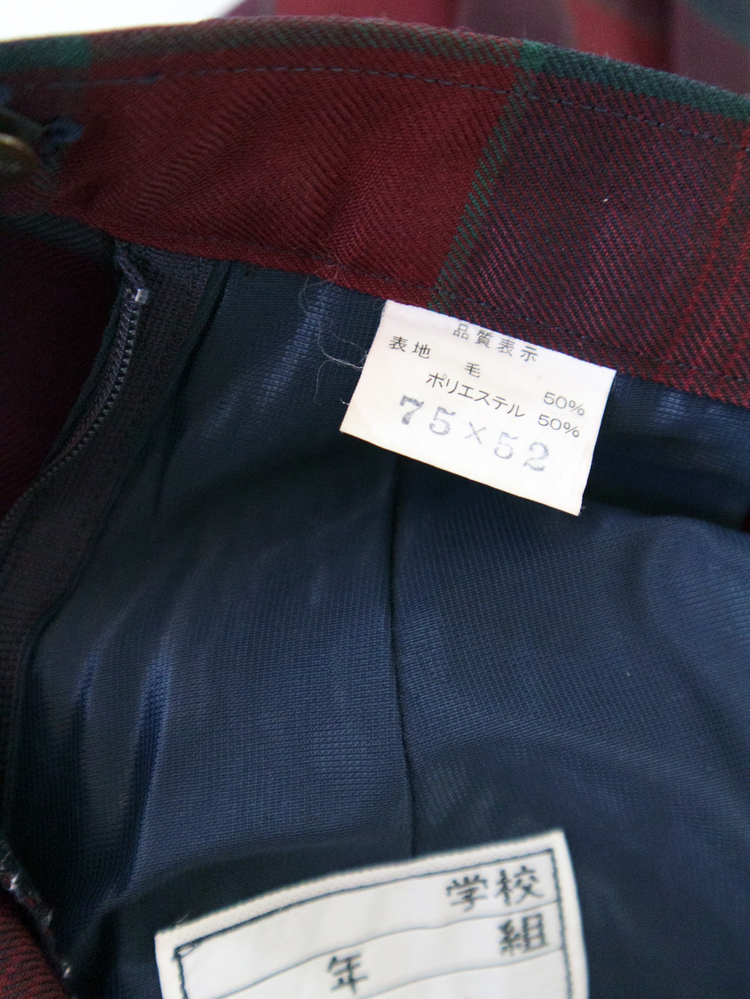 品質表示
表地 毛 50%
ポリエステル 50%
75×52
学校
年 組